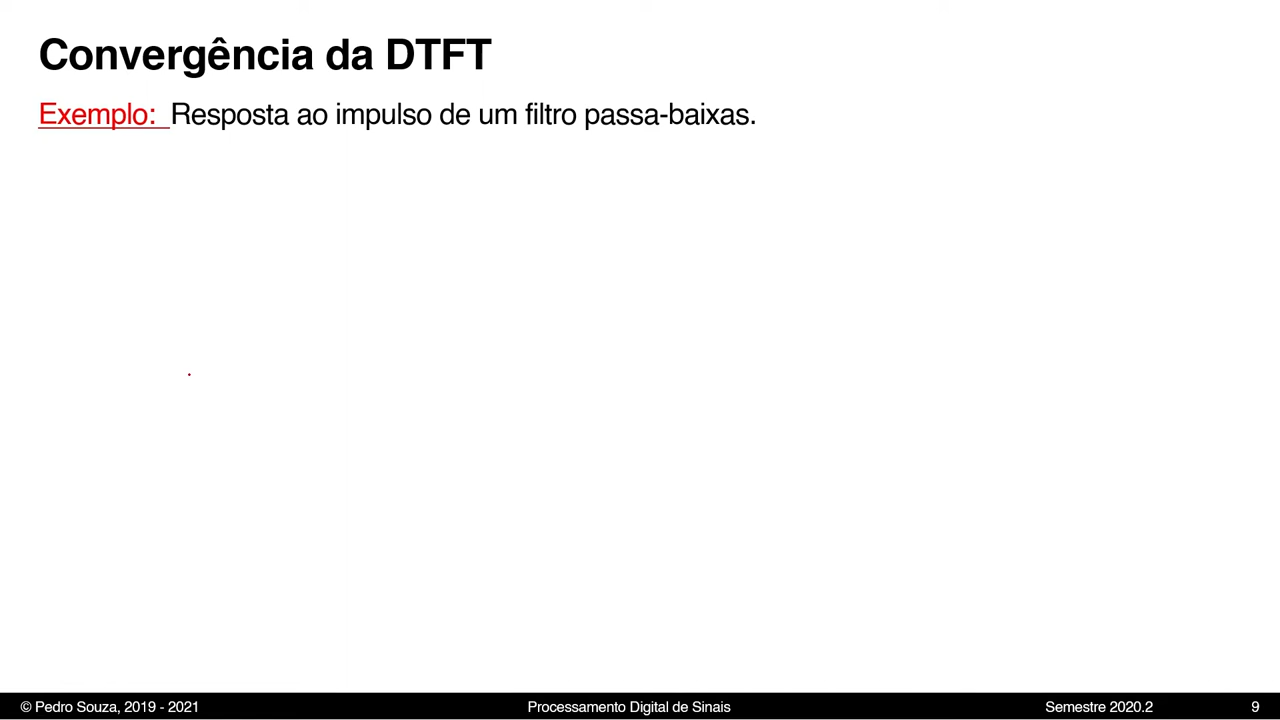 Convergência da DTFT
Exemplo: Resposta ao impulso de um filtro passa-baixas.
© Pedro Souza, 2019 - 2021 Processamento Digital de Sinais Semestre 2020.2 9